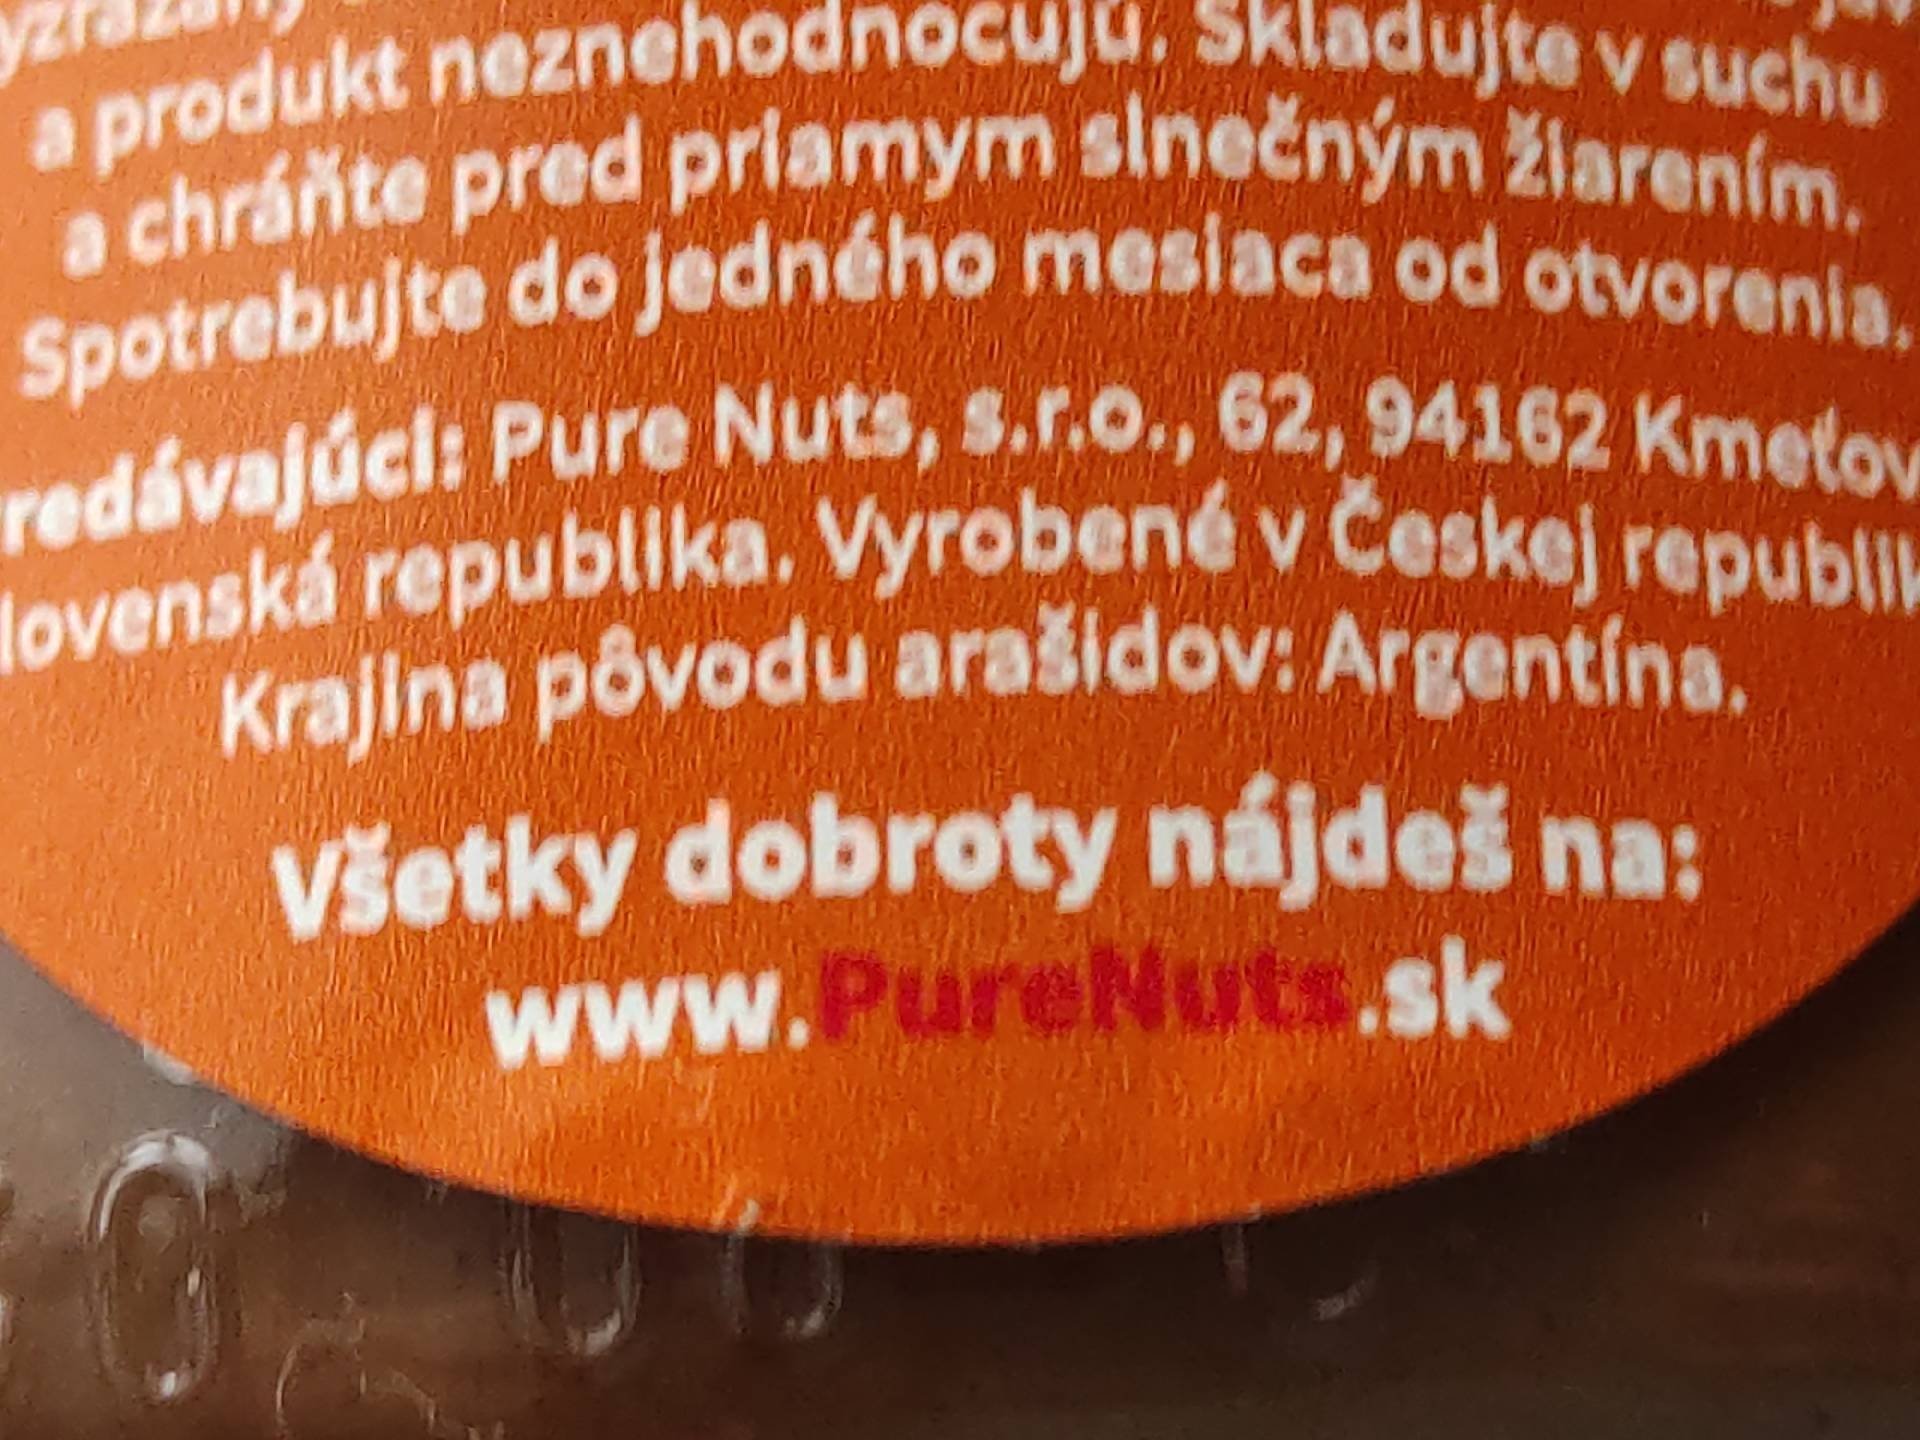 a produkt neznehodnocujú. Skladujte v suchu
a chráňte pred priamym slnečným žiarením.
Spotrebujte do jedného mesiaca od otvorenia.
redávajúci: Pure Nuts, s.r.o., 62, 94162 Kmeťov
lovenská republika. Vyrobené v Českej republik
Krajina pôvodu arašidov: Argentína.
Všetky dobroty nájdeš na:
www.PureNuts.sk